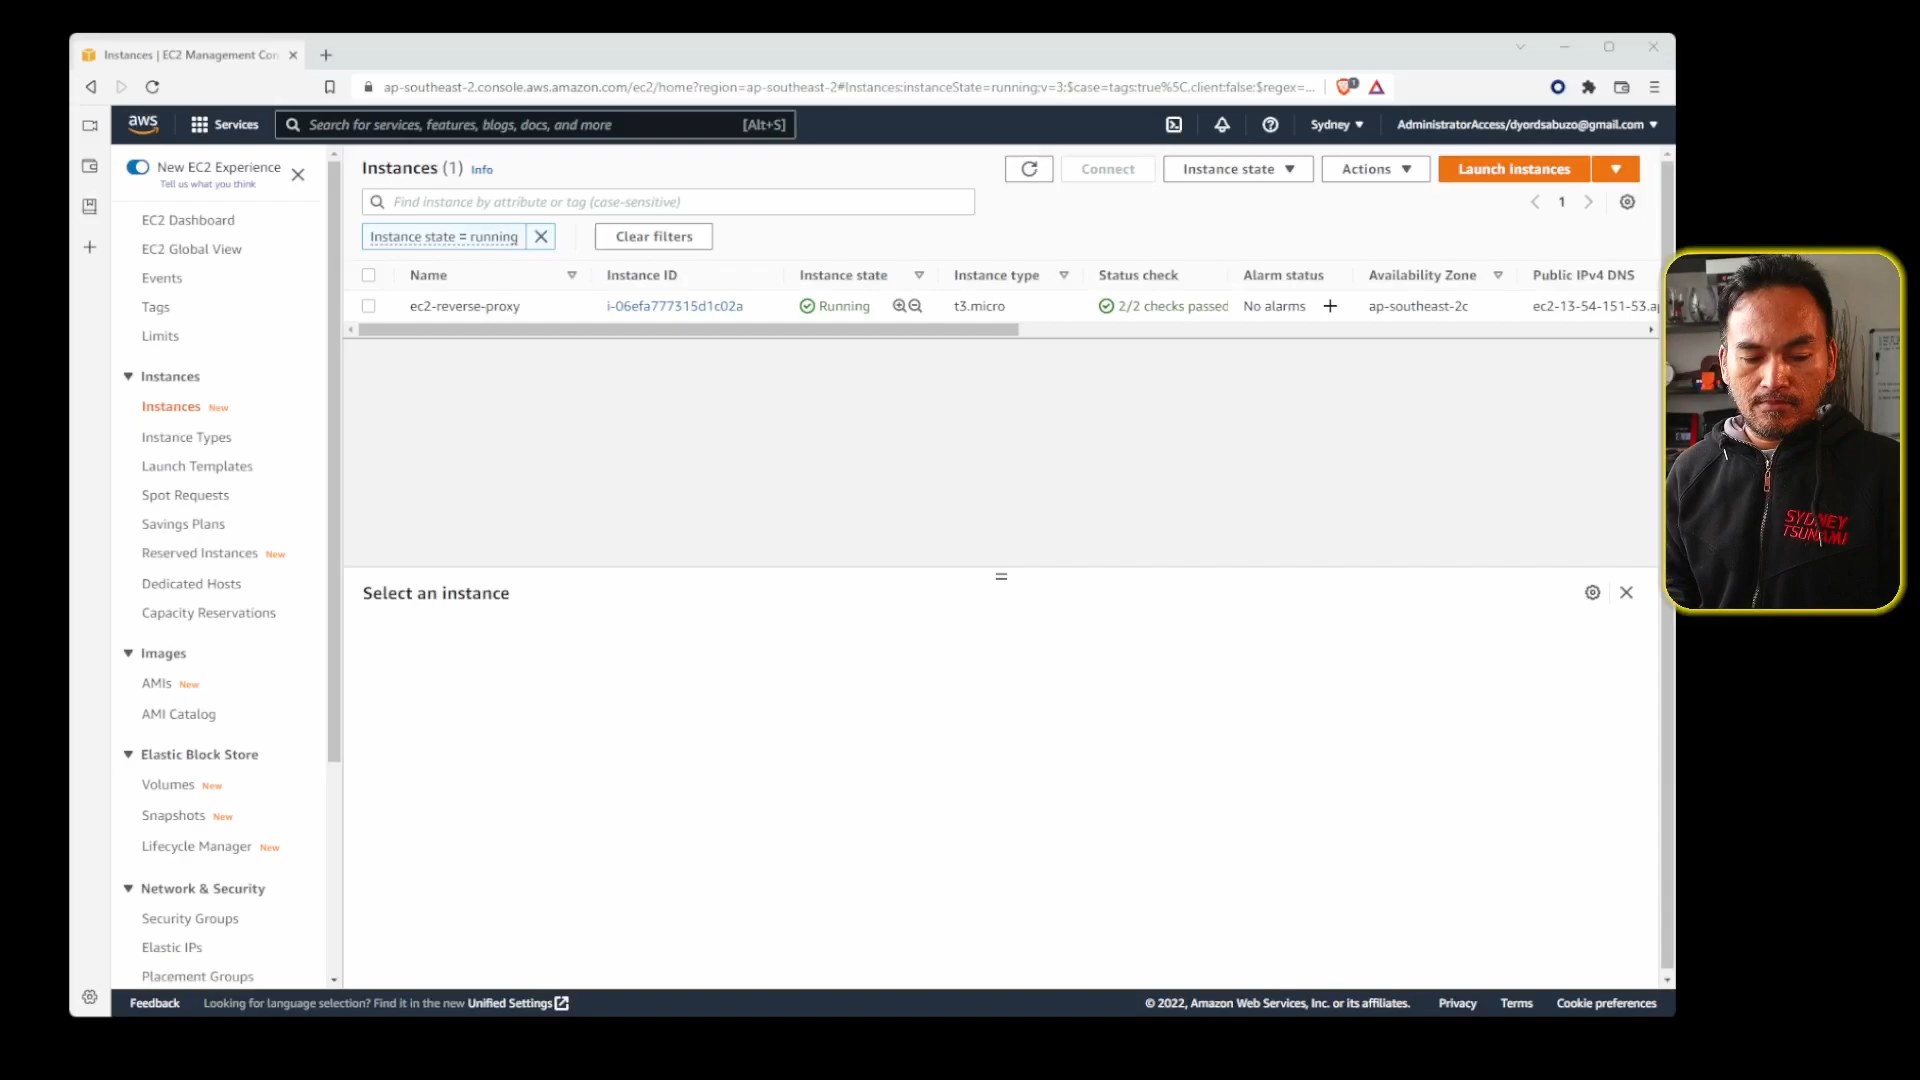 Instances | EC2 Management Con
ap-southeast-2.console.aws.amazon.com/ec2/home?region=ap-southeast-2#Instances:instanceState=running;v=3;$case=tags:true%5C,client:false;$regex=...
1
aws
Services
Search for services, features, blogs, docs, and more
[Alt+S]
Sydney
AdministratorAccess/dyordsabuzo@gmail.com
New EC2 Experience
Tell us what you think
EC2 Dashboard
EC2 Global View
Events
Tags
Limits
Instances
Instances New
Instance Types
Launch Templates
Spot Requests
Savings Plans
Reserved Instances New
Dedicated Hosts
Capacity Reservations
Images
AMIs New
AMI Catalog
Elastic Block Store
Volumes New
Snapshots New
Lifecycle Manager New
Network & Security
Security Groups
Elastic IPs
Placement Groups
Instances (1) Info
Connect
Instance state
Actions
Launch instances
Find instance by attribute or tag (case-sensitive)
1
Instance state = running
Clear filters
Name Instance ID Instance state Instance type Status check Alarm status Availability Zone Public IPv4 DNS
ec2-reverse-proxy i-06efa777315d1c02a Running t3.micro 2/2 checks passed No alarms + ap-southeast-2c ec2-13-54-151-53.ap
Select an instance
SYDNEY
TSUNAMI
Feedback
Looking for language selection? Find it in the new Unified Settings
© 2022, Amazon Web Services, Inc. or its affiliates.
Privacy
Terms
Cookie preferences